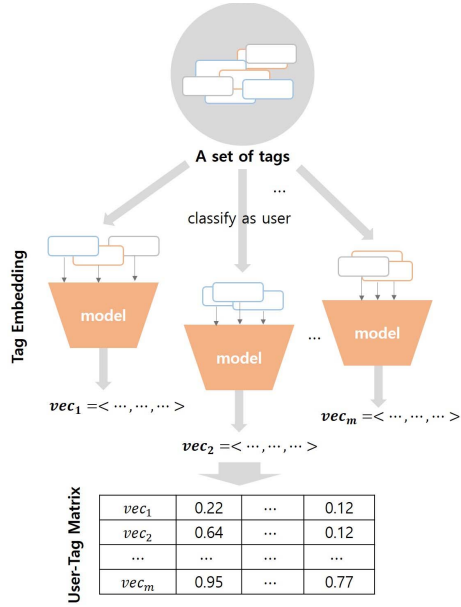 A set of tags
...
classify as user
Tag Embedding
model
model
...
model
vec₁ =< ⋯, ⋯, ⋯ >
vecₘ =< ⋯, ⋯, ⋯ >
vec₂ =< ⋯, ⋯, ⋯ >
User-Tag Matrix
vec₁ 0.22 ⋯ 0.12
vec₂ 0.64 ⋯ 0.12
⋯ ⋯ ⋯ ⋯
vecₘ 0.95 ⋯ 0.77